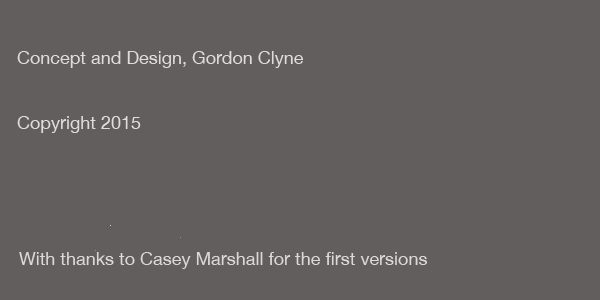 Concept and Design, Gordon Clyne
Copyright 2015
With thanks to Casey Marshall for the first versions